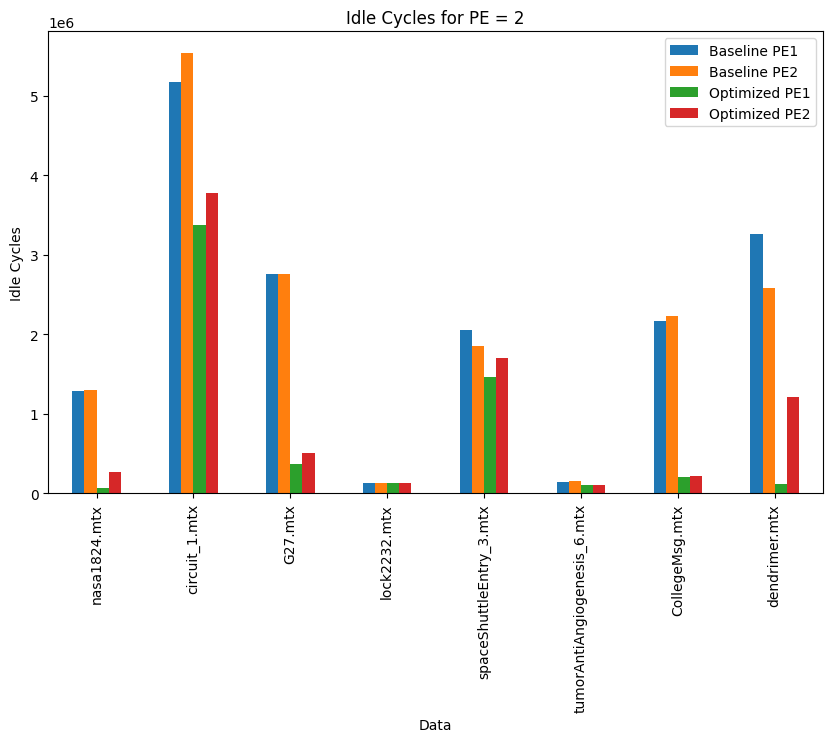 Idle Cycles for PE = 2
1e6
Baseline PE1
Baseline PE2
Optimized PE1
Optimized PE2
5
4
3
2
1
0
Idle Cycles
nasa1824.mtx
circuit_1.mtx
G27.mtx
lock2232.mtx
spaceShuttleEntry_3.mtx
tumorAntiAngiogenesis_6.mtx
CollegeMsg.mtx
dendrimer.mtx
Data